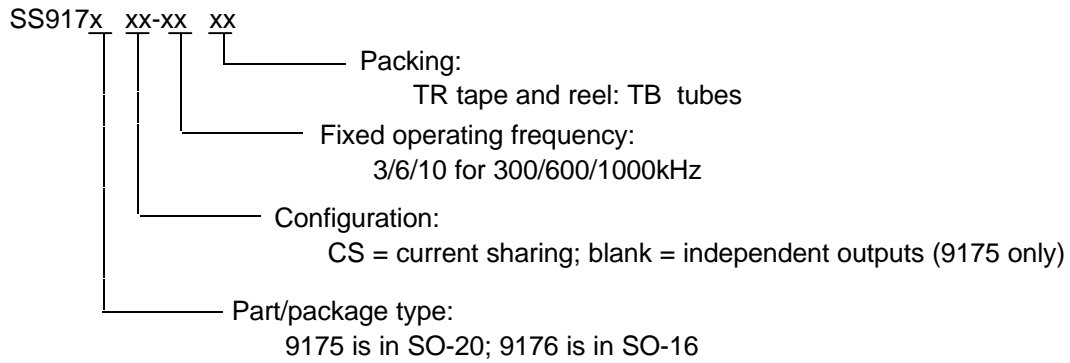 SS917x xx-xx xx
Packing:
TR tape and reel: TB tubes
Fixed operating frequency:
3/6/10 for 300/600/1000kHz
Configuration:
CS = current sharing; blank = independent outputs (9175 only)
Part/package type:
9175 is in SO-20; 9176 is in SO-16